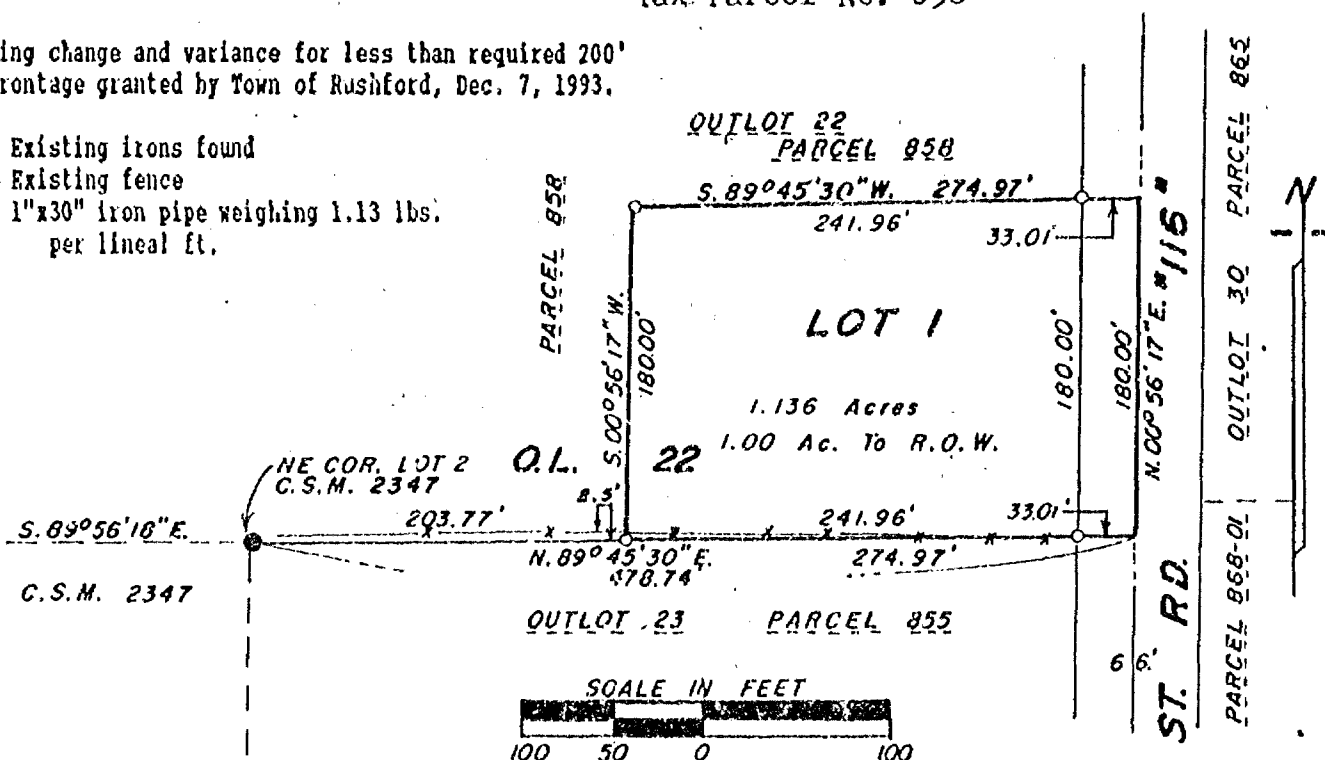 Tax Parcel No. 858
ing change and variance for less than required 200'
rontage granted by Town of Rushford, Dec. 7, 1993.
Existing irons found
Existing fence
1"x30" iron pipe weighing 1.13 lbs.
per lineal ft.
OUTLOT 22
PARCEL 858
S. 89°45'30" W. 274.97'
241.96'
33.01'
PARCEL 858
S. 00°56'17" W.
180.00'
LOT 1
1.136 Acres
1.00 Ac. To R.O.W.
180.00'
180.00'
N. 00°56'17" E.
"116"
ST. RD.
PARCEL 865
OUTLOT 30
PARCEL 868-01
N
O.L. 22
NE COR. LOT 2
C.S.M. 2347
8.5'
S. 89°56'18" E.
203.77'
241.96'
33.01'
N. 89°45'30" E.
274.97'
478.74'
C.S.M. 2347
OUTLOT 23 PARCEL 855
66'
SCALE IN FEET
100 50 0 100